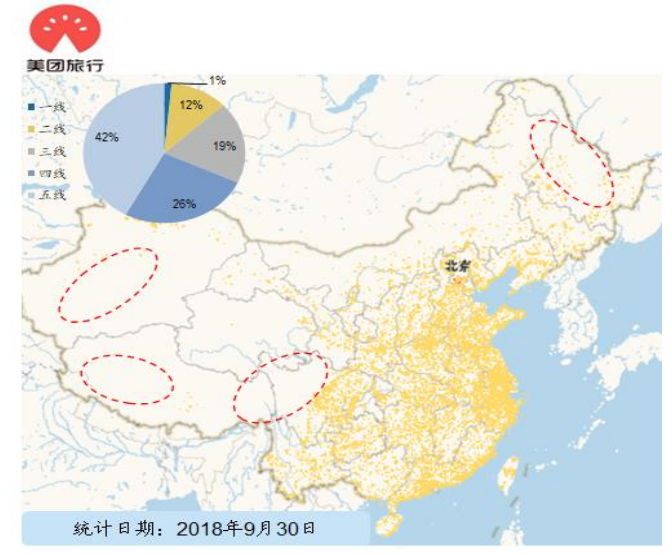 美团旅行
一线
二线
三线
四线
五线
1%
12%
19%
26%
42%
北京
统计日期：2018年9月30日